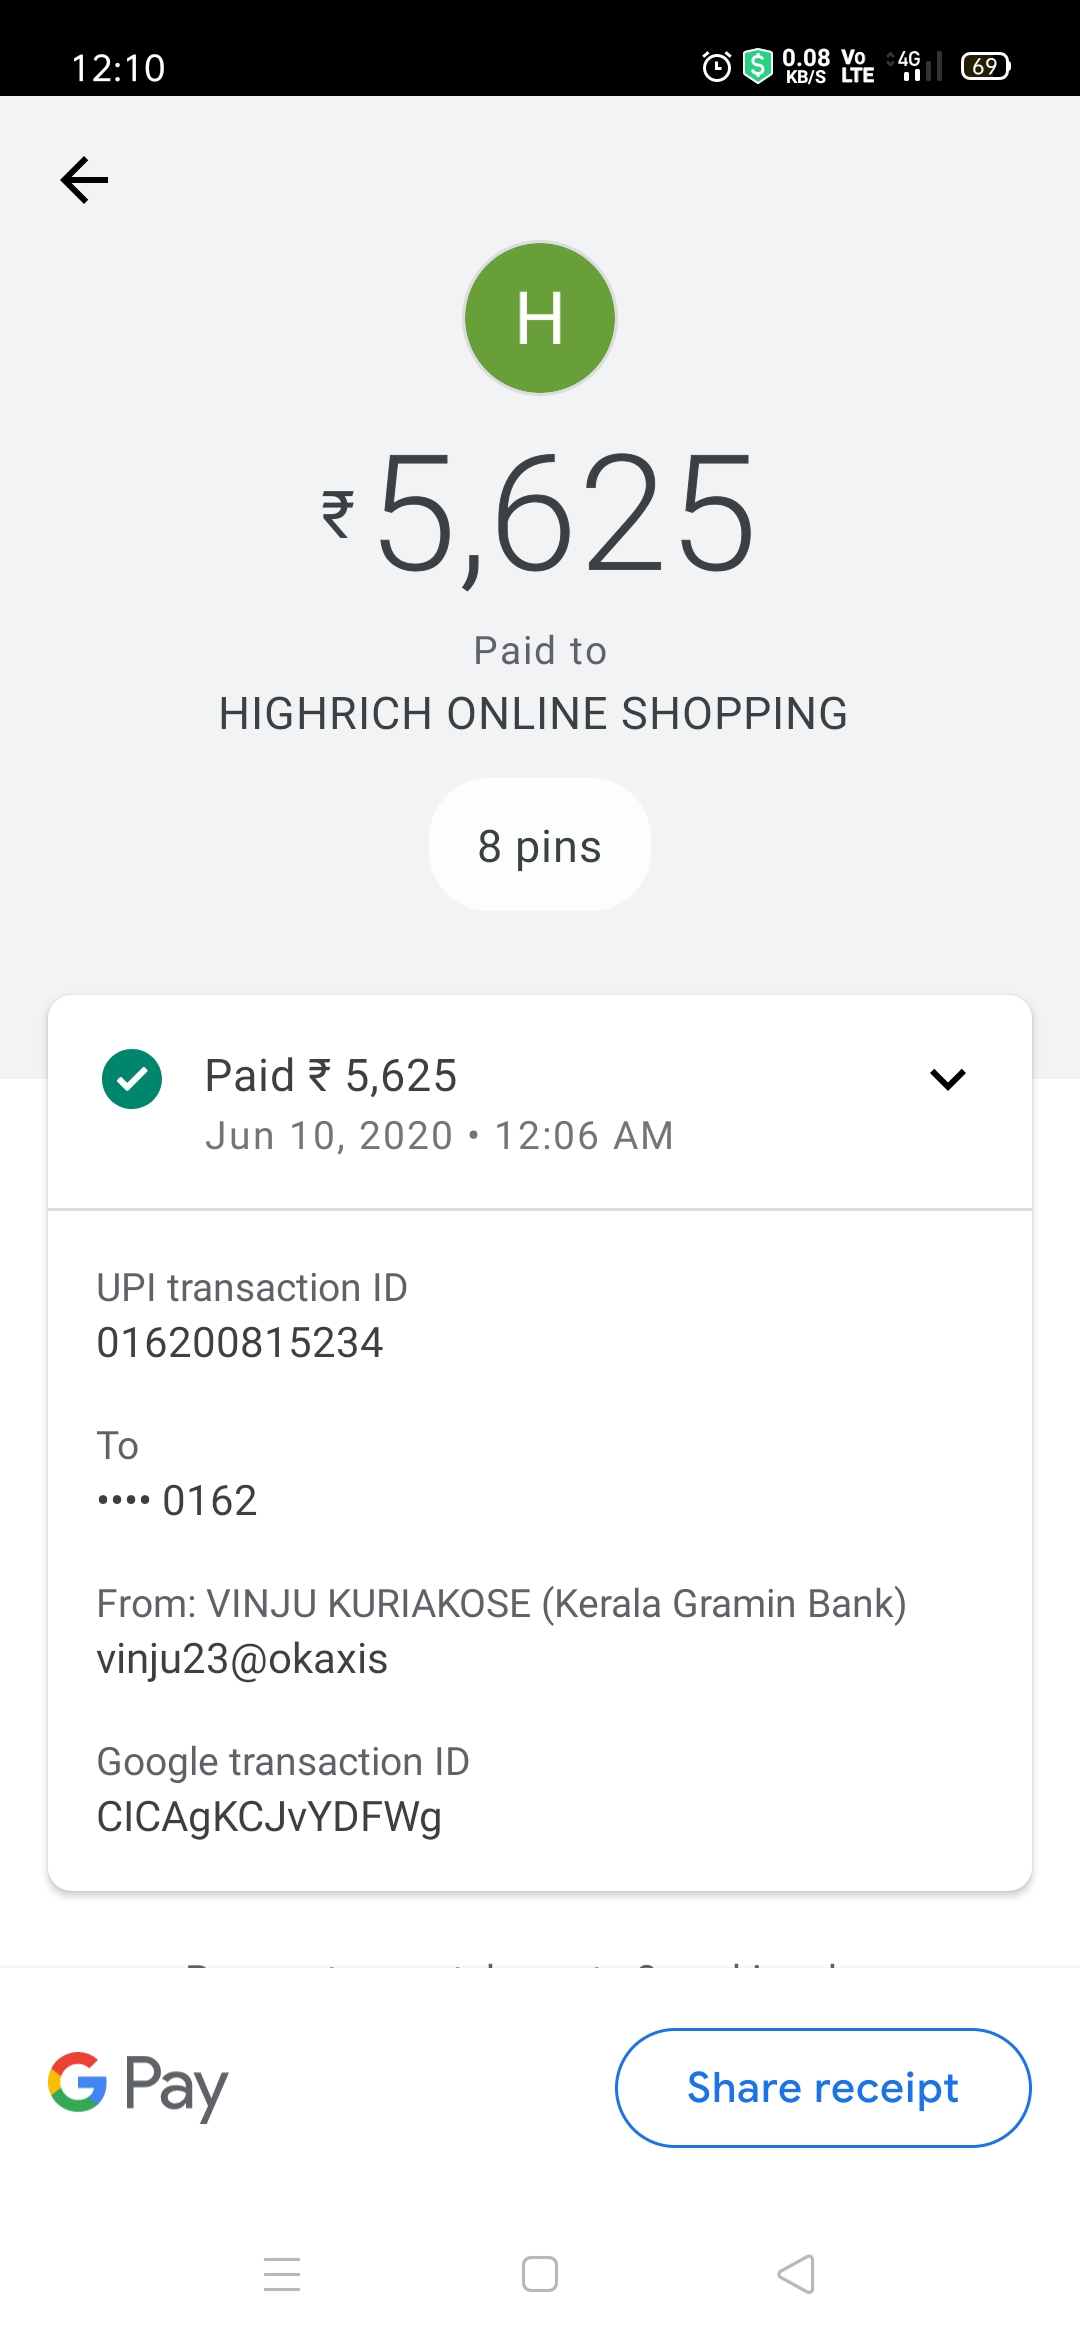 12:10
0.08 KB/S Vo LTE 4G 69
H
₹5,625
Paid to
HIGHRICH ONLINE SHOPPING
8 pins
Paid ₹ 5,625
Jun 10, 2020 • 12:06 AM
UPI transaction ID
016200815234
To
•••• 0162
From: VINJU KURIAKOSE (Kerala Gramin Bank)
vinju23@okaxis
Google transaction ID
CICAgKCJvYDFWg
G Pay
Share receipt